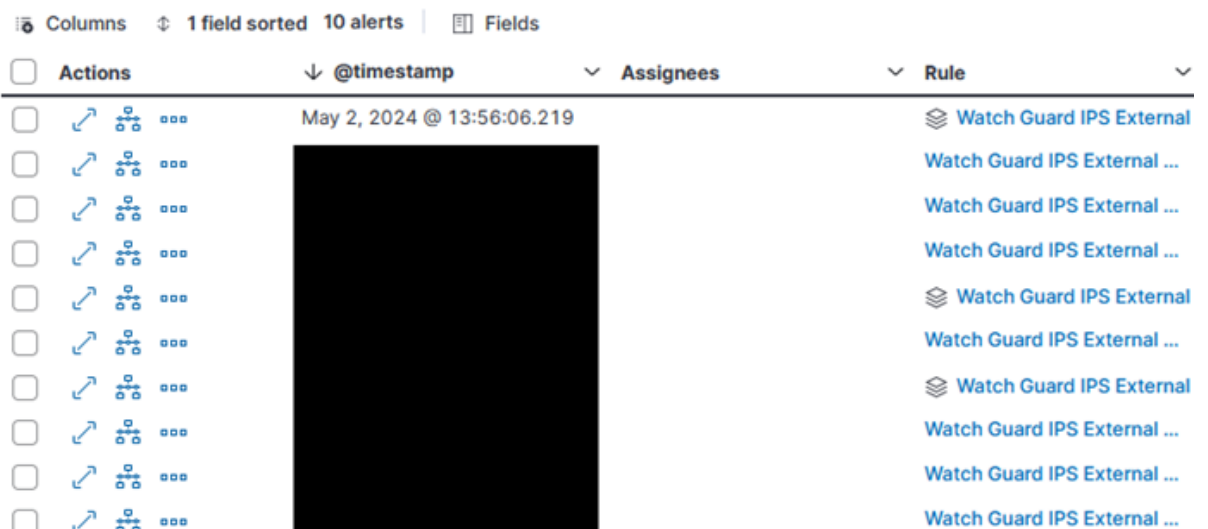 Columns 1 field sorted 10 alerts Fields
Actions @timestamp Assignees Rule
May 2, 2024 @ 13:56:06.219 Watch Guard IPS External
Watch Guard IPS External ...
Watch Guard IPS External ...
Watch Guard IPS External ...
Watch Guard IPS External
Watch Guard IPS External ...
Watch Guard IPS External
Watch Guard IPS External ...
Watch Guard IPS External ...
Watch Guard IPS External ...